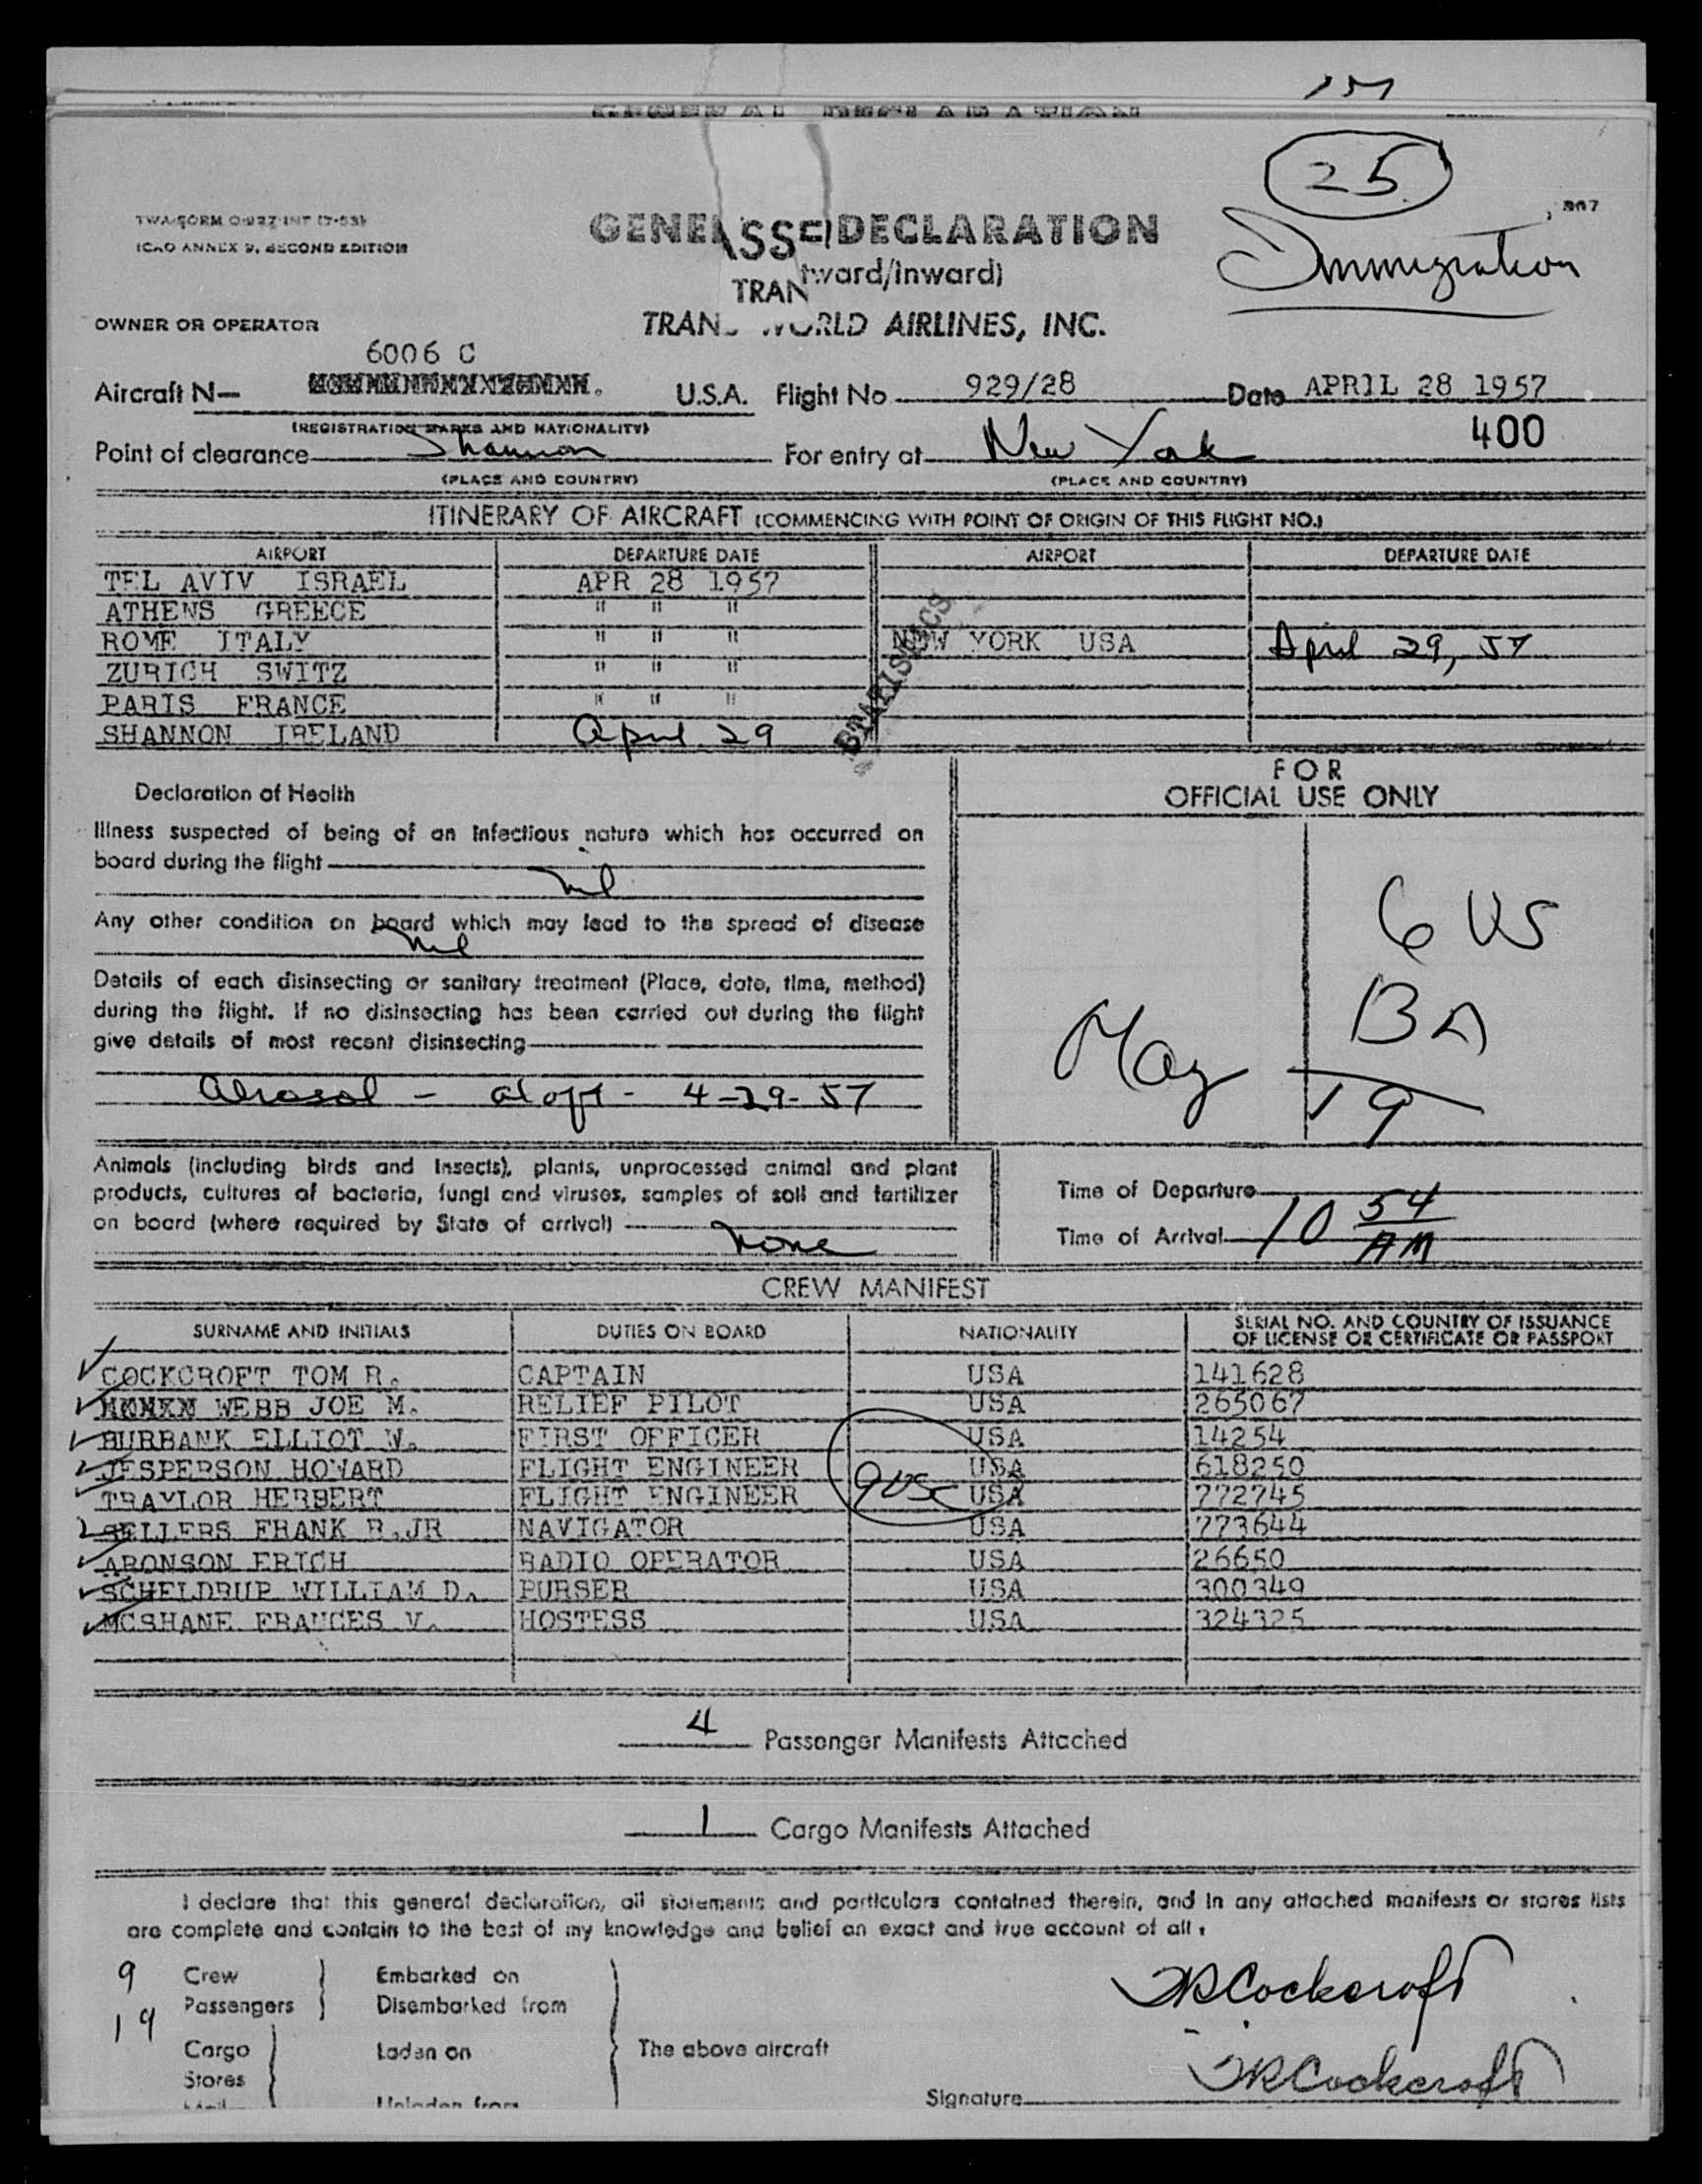 157
25
Immigration
TWA FORM O-927 INT (7-53)
ICAO ANNEX 9, SECOND EDITION
GENE DECLARATION
ASSE
TRAN
tward/Inward)
TRANS WORLD AIRLINES, INC.
OWNER OR OPERATOR
6006 C
Aircraft N— U.S.A. Flight No 929/28 Date APRIL 28 1957
(REGISTRATION MARKS AND NATIONALITY)
400
Point of clearance Shannon For entry at New York
(PLACE AND COUNTRY) (PLACE AND COUNTRY)
ITINERARY OF AIRCRAFT (COMMENCING WITH POINT OF ORIGIN OF THIS FLIGHT NO.)
AIRPORT DEPARTURE DATE AIRPORT DEPARTURE DATE
TEL AVIV ISRAEL APR 28 1957
ATHENS GREECE " " "
ROME ITALY " " " NEW YORK USA April 29, 57
ZURICH SWITZ " " "
PARIS FRANCE " " "
SHANNON IRELAND April 29
STATISTICS
FOR
OFFICIAL USE ONLY
Declaration of Health
Illness suspected of being of an infectious nature which has occurred on
board during the flight
nil
Any other condition on board which may lead to the spread of disease
nil
Details of each disinsecting or sanitary treatment (Place, date, time, method)
during the flight. If no disinsecting has been carried out during the flight
give details of most recent disinsecting
Aerosol - aloft - 4-29-57
6 US
13 A
May 19
Animals (including birds and insects), plants, unprocessed animal and plant
products, cultures of bacteria, fungi and viruses, samples of soil and fertilizer
on board (where required by State of arrival)
none
Time of Departure
Time of Arrival 10 54 AM
CREW MANIFEST
SURNAME AND INITIALS DUTIES ON BOARD NATIONALITY SERIAL NO. AND COUNTRY OF ISSUANCE
OF LICENSE OR CERTIFICATE OR PASSPORT
COCKCROFT TOM R. CAPTAIN USA 141628
WEBB JOE M. RELIEF PILOT USA 265067
BURBANK ELLIOT W. FIRST OFFICER USA 14254
JESPERSON HOWARD FLIGHT ENGINEER USA 618250
TRAYLOR HERBERT FLIGHT ENGINEER USA 772745
9 USC
SELLERS FRANK R.JR NAVIGATOR USA 773644
ARONSON ERICH RADIO OPERATOR USA 26650
SCHELDRUP WILLIAM D. PURSER USA 300349
MCSHANE FRANCES V. HOSTESS USA 324325
4 Passenger Manifests Attached
1 Cargo Manifests Attached
I declare that this general declaration, all statements and particulars contained therein, and in any attached manifests or stores lists
are complete and contain to the best of my knowledge and belief an exact and true account of all:
9 Crew Embarked on
19 Passengers Disembarked from
Cargo Laden on The above aircraft
Stores
Mail Unladen from
TRCockcroft
TRCockcroft
Signature